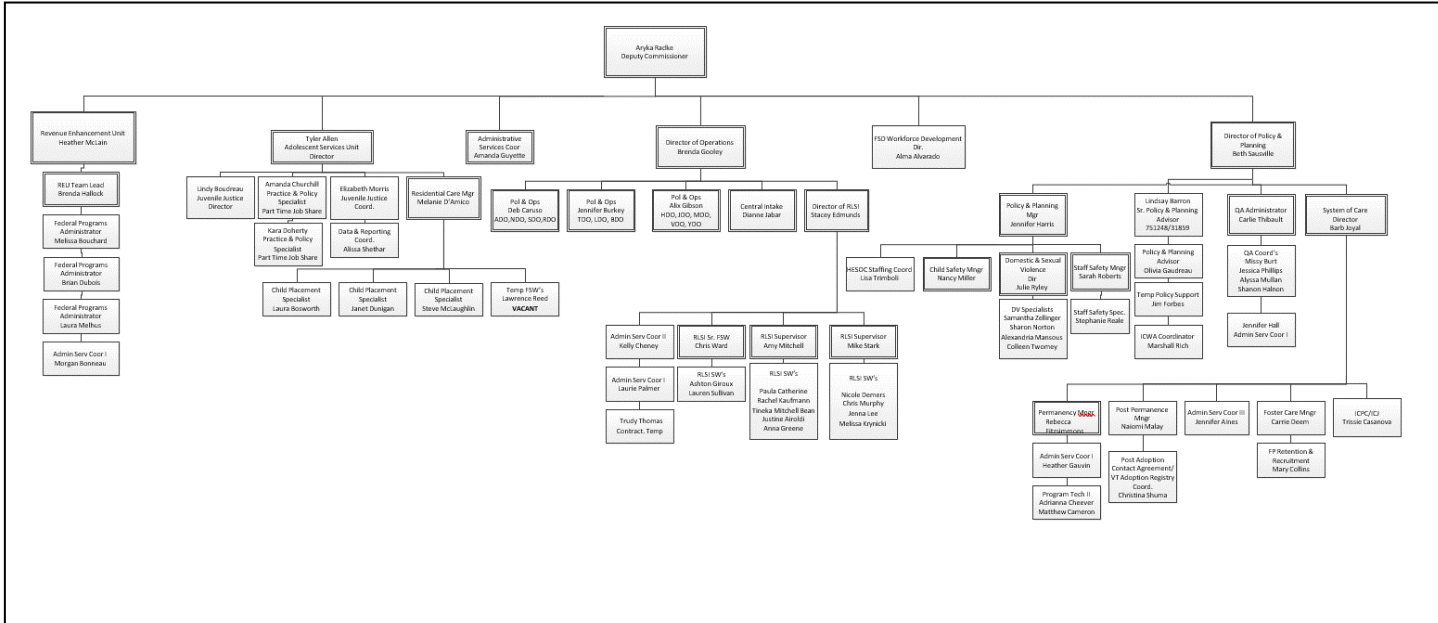 Aryka Radke
Deputy Commissioner
Revenue Enhancement Unit
Heather McLain
REU Team Lead
Brenda Hallock
Federal Programs
Administrator
Melissa Bouchard
Federal Programs
Administrator
Brian Dubois
Federal Programs
Administrator
Laura Melhus
Admin Serv Coor I
Morgan Bonneau
Tyler Allen
Adolescent Services Unit
Director
Lindy Boudreau
Juvenile Justice
Director
Amanda Churchill
Practice & Policy
Specialist
Part Time Job Share
Kara Doherty
Practice & Policy
Specialist
Part Time Job Share
Elizabeth Morris
Juvenile Justice
Coord.
Data & Reporting
Coord.
Alissa Shethar
Residential Care Mgr
Melanie D'Amico
Child Placement
Specialist
Laura Bosworth
Child Placement
Specialist
Janet Dunigan
Child Placement
Specialist
Steve McLaughlin
Temp FSW's
Lawrence Reed
VACANT
Administrative
Services Coor
Amanda Guyette
Director of Operations
Brenda Gooley
Pol & Ops
Deb Caruso
ADO,NDO, SDO,RDO
Pol & Ops
Jennifer Burkey
TDO, LDO, BDO
Pol & Ops
Alix Gibson
HDO, JDO, MDO,
VDO, YDO
Central Intake
Dianne Jabar
Director of RLSI
Stacey Edmunds
Admin Serv Coor II
Kelly Cheney
Admin Serv Coor I
Laurie Palmer
Trudy Thomas
Contract. Temp
RLSI Sr. FSW
Chris Ward
RLSI SW's
Ashton Giroux
Lauren Sullivan
RLSI Supervisor
Amy Mitchell
RLSI SW's
Paula Catherine
Rachel Kaufmann
Tineka Mitchell Bean
Justine Airoldi
Anna Greene
RLSI Supervisor
Mike Stark
RLSI SW's
Nicole Demers
Chris Murphy
Jenna Lee
Melissa Krynicki
FSD Workforce Development
Dir.
Alma Alvarado
Director of Policy &
Planning
Beth Sausville
Policy & Planning
Mgr
Jennifer Harris
HESOC Staffing Coord
Lisa Trimboli
Child Safety Mngr
Nancy Miller
Domestic & Sexual
Violence
Dir
Julie Ryley
DV Specialists
Samantha Zellinger
Sharon Norton
Alexandria Mansous
Colleen Twomey
Staff Safety Mngr
Sarah Roberts
Staff Safety Spec.
Stephanie Reale
Lindsay Barron
Sr. Policy & Planning
Advisor
751248/31859
Policy & Planning
Advisor
Olivia Gaudreau
Temp Policy Support
Jim Forbes
ICWA Coordinator
Marshall Rich
QA Administrator
Carlie Thibault
QA Coord's
Missy Burt
Jessica Phillips
Alyssa Mullan
Shanon Halnon
Jennifer Hall
Admin Serv Coor I
System of Care
Director
Barb Joyal
Permanency Mngr
Rebecca
Fitzsimmons
Admin Serv Coor I
Heather Gauvin
Program Tech II
Adrianna Cheever
Matthew Cameron
Post Permanence
Mngr
Naiomi Malay
Post Adoption
Contact Agreement/
VT Adoption Registry
Coord.
Christina Shuma
Admin Serv Coor III
Jennifer Aines
Foster Care Mngr
Carrie Deem
FP Retention &
Recruitment
Mary Collins
ICPC/ICJ
Trissie Casanova